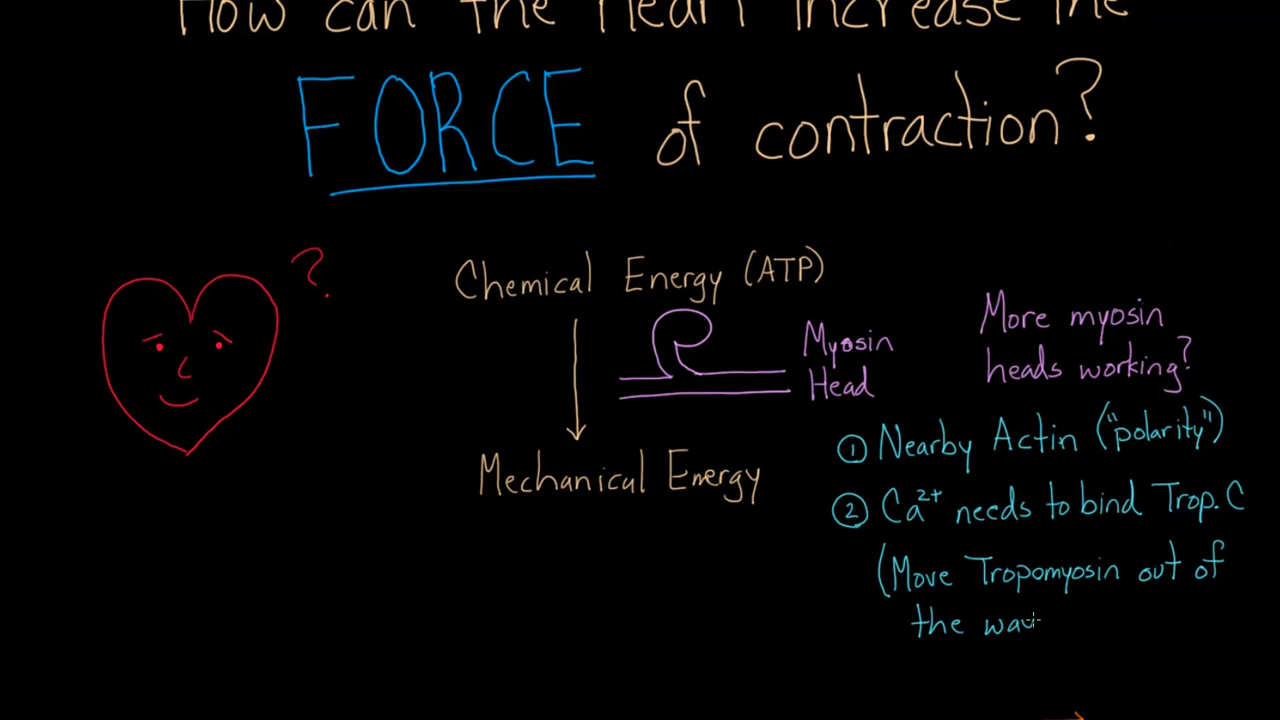 How can the Heart increase the
FORCE of contraction?
?
Chemical Energy (ATP)
Myosin
Head
Mechanical Energy
More myosin
heads working?
① Nearby Actin ("polarity")
② Ca²⁺ needs to bind Trop. C
(Move Tropomyosin out of
the way